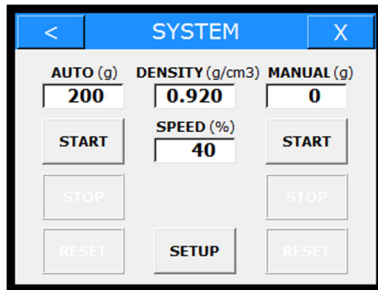 < SYSTEM X
AUTO (g) DENSITY (g/cm3) MANUAL (g)
200 0.920 0
SPEED (%)
START 40 START
STOP STOP
RESET SETUP RESET